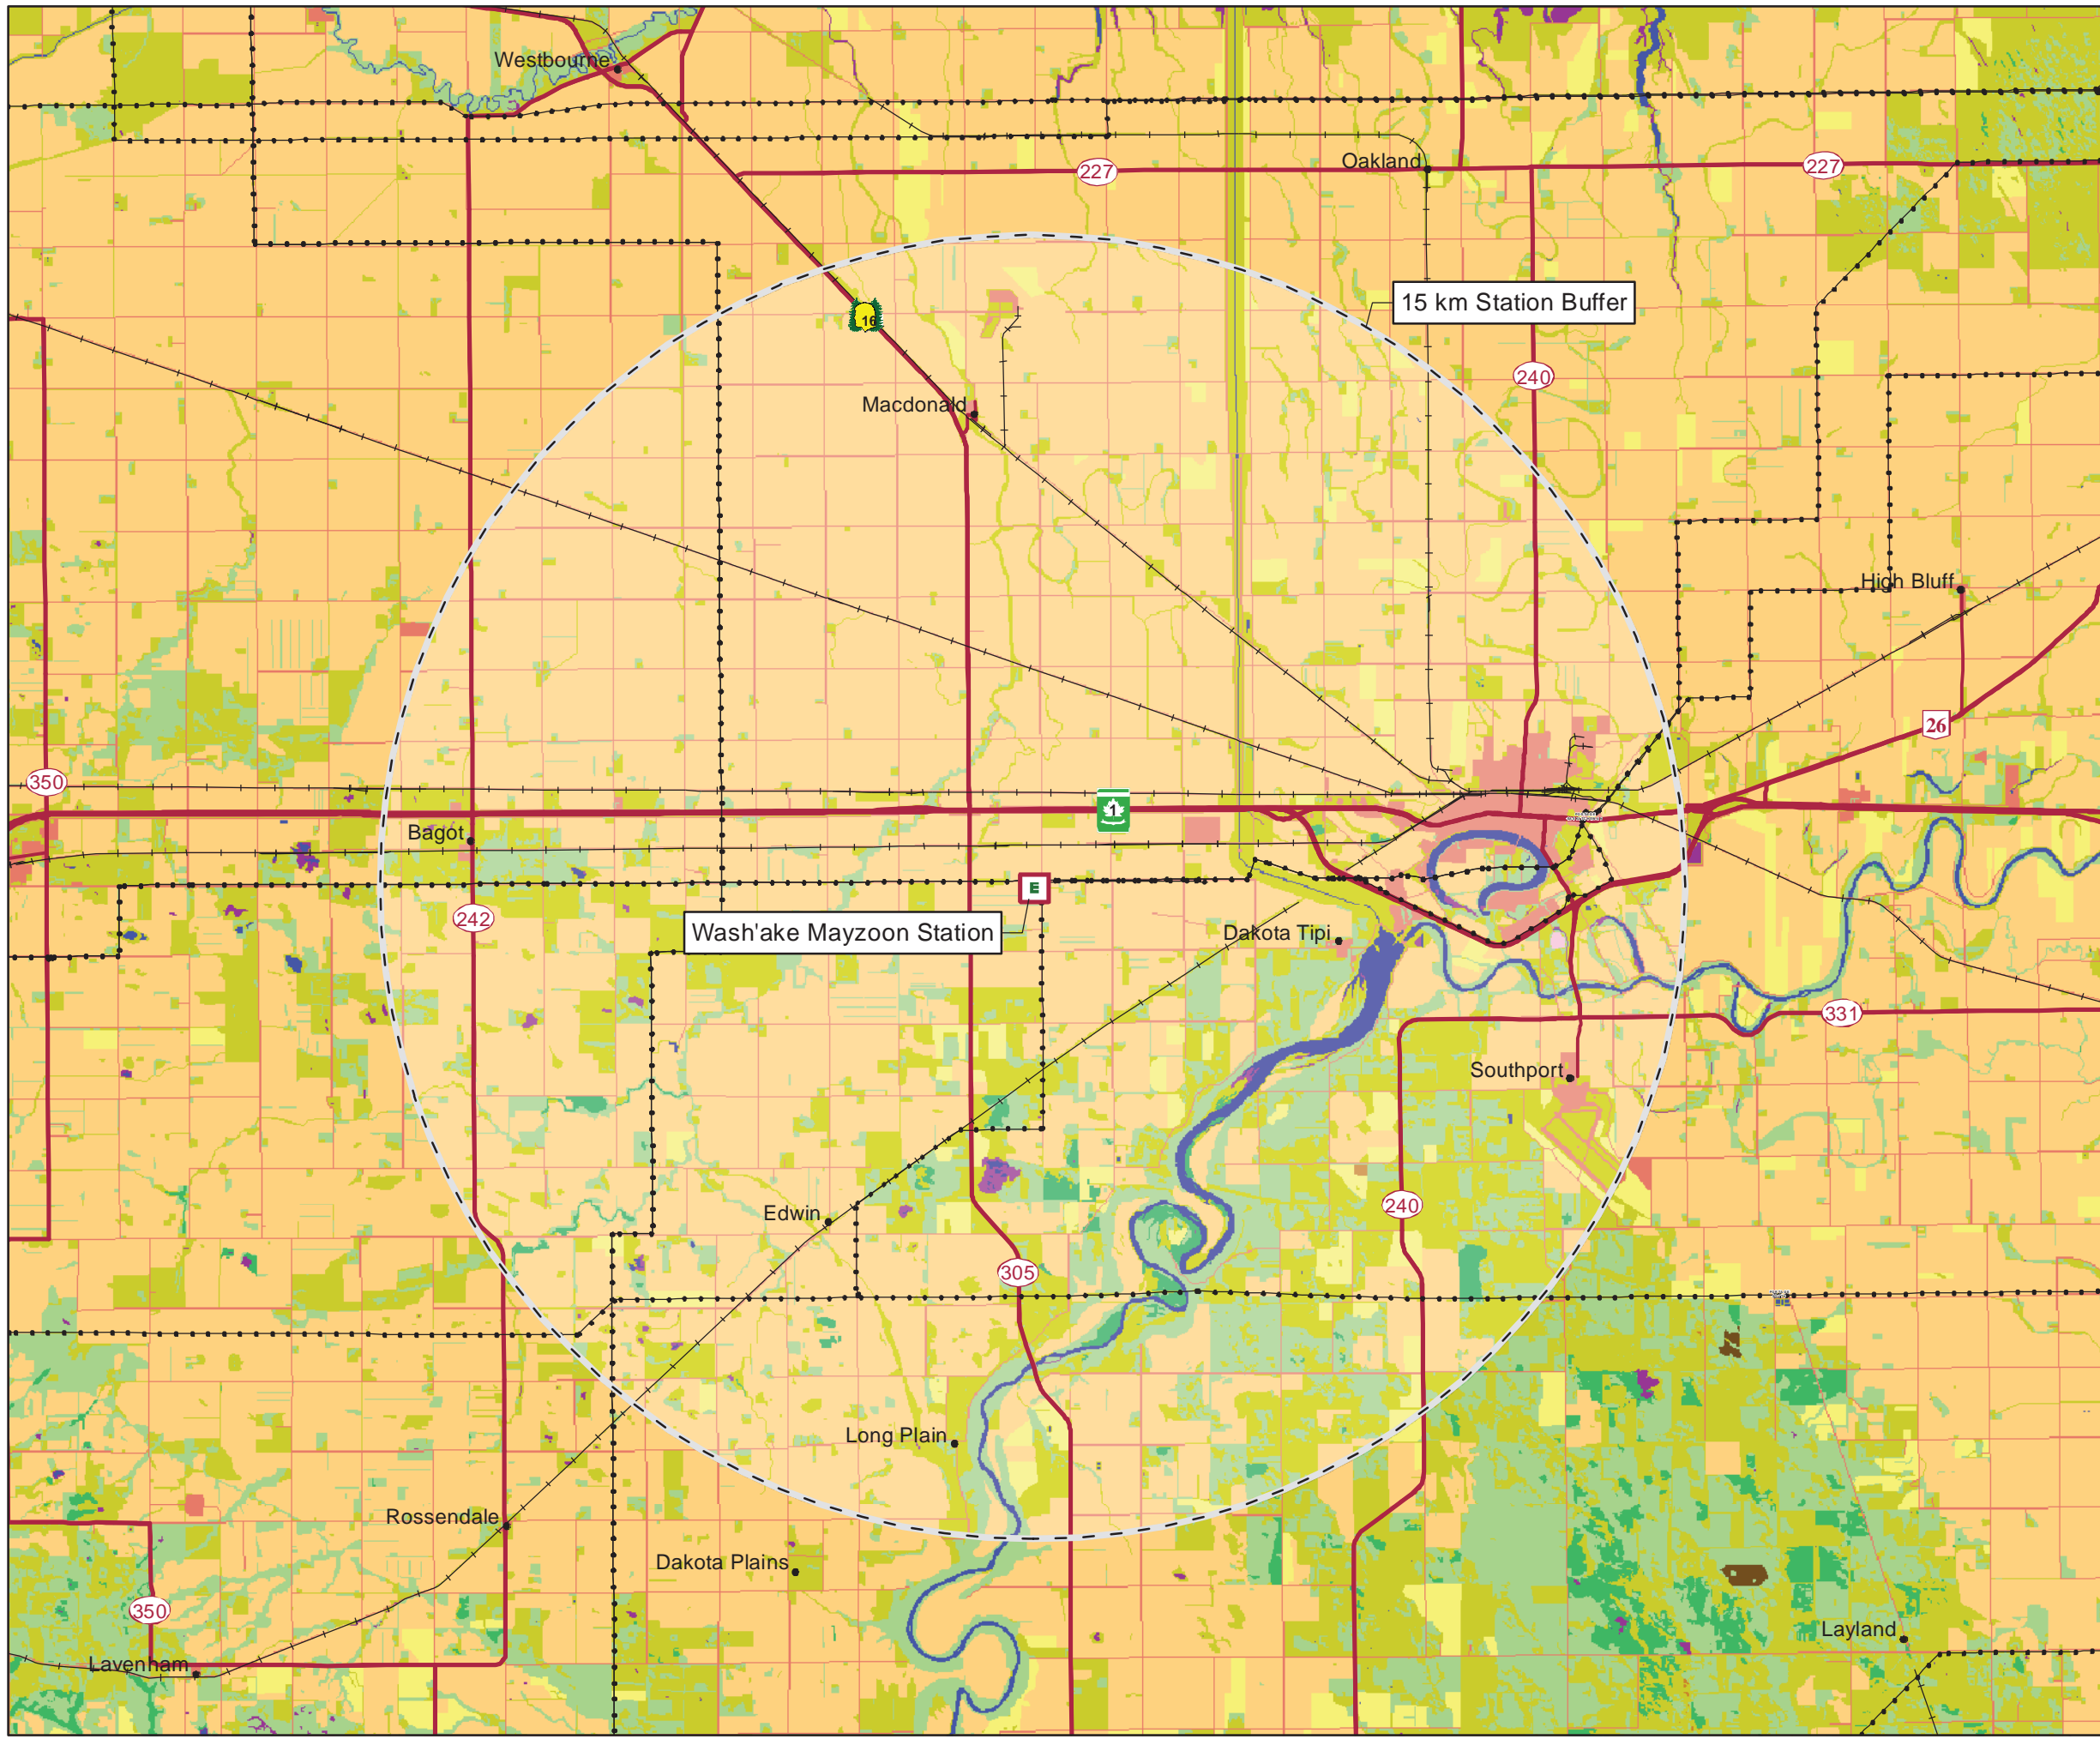 Westbourne
Oakland
227
227
15 km Station Buffer
16
240
Macdonald
High Bluff
26
350
1
Bagot
E
242
Wash'ake Mayzoon Station
Dakota Tipi
331
Southport
240
Edwin
305
Long Plain
Rossendale
Dakota Plains
350
Layland
Lavenham